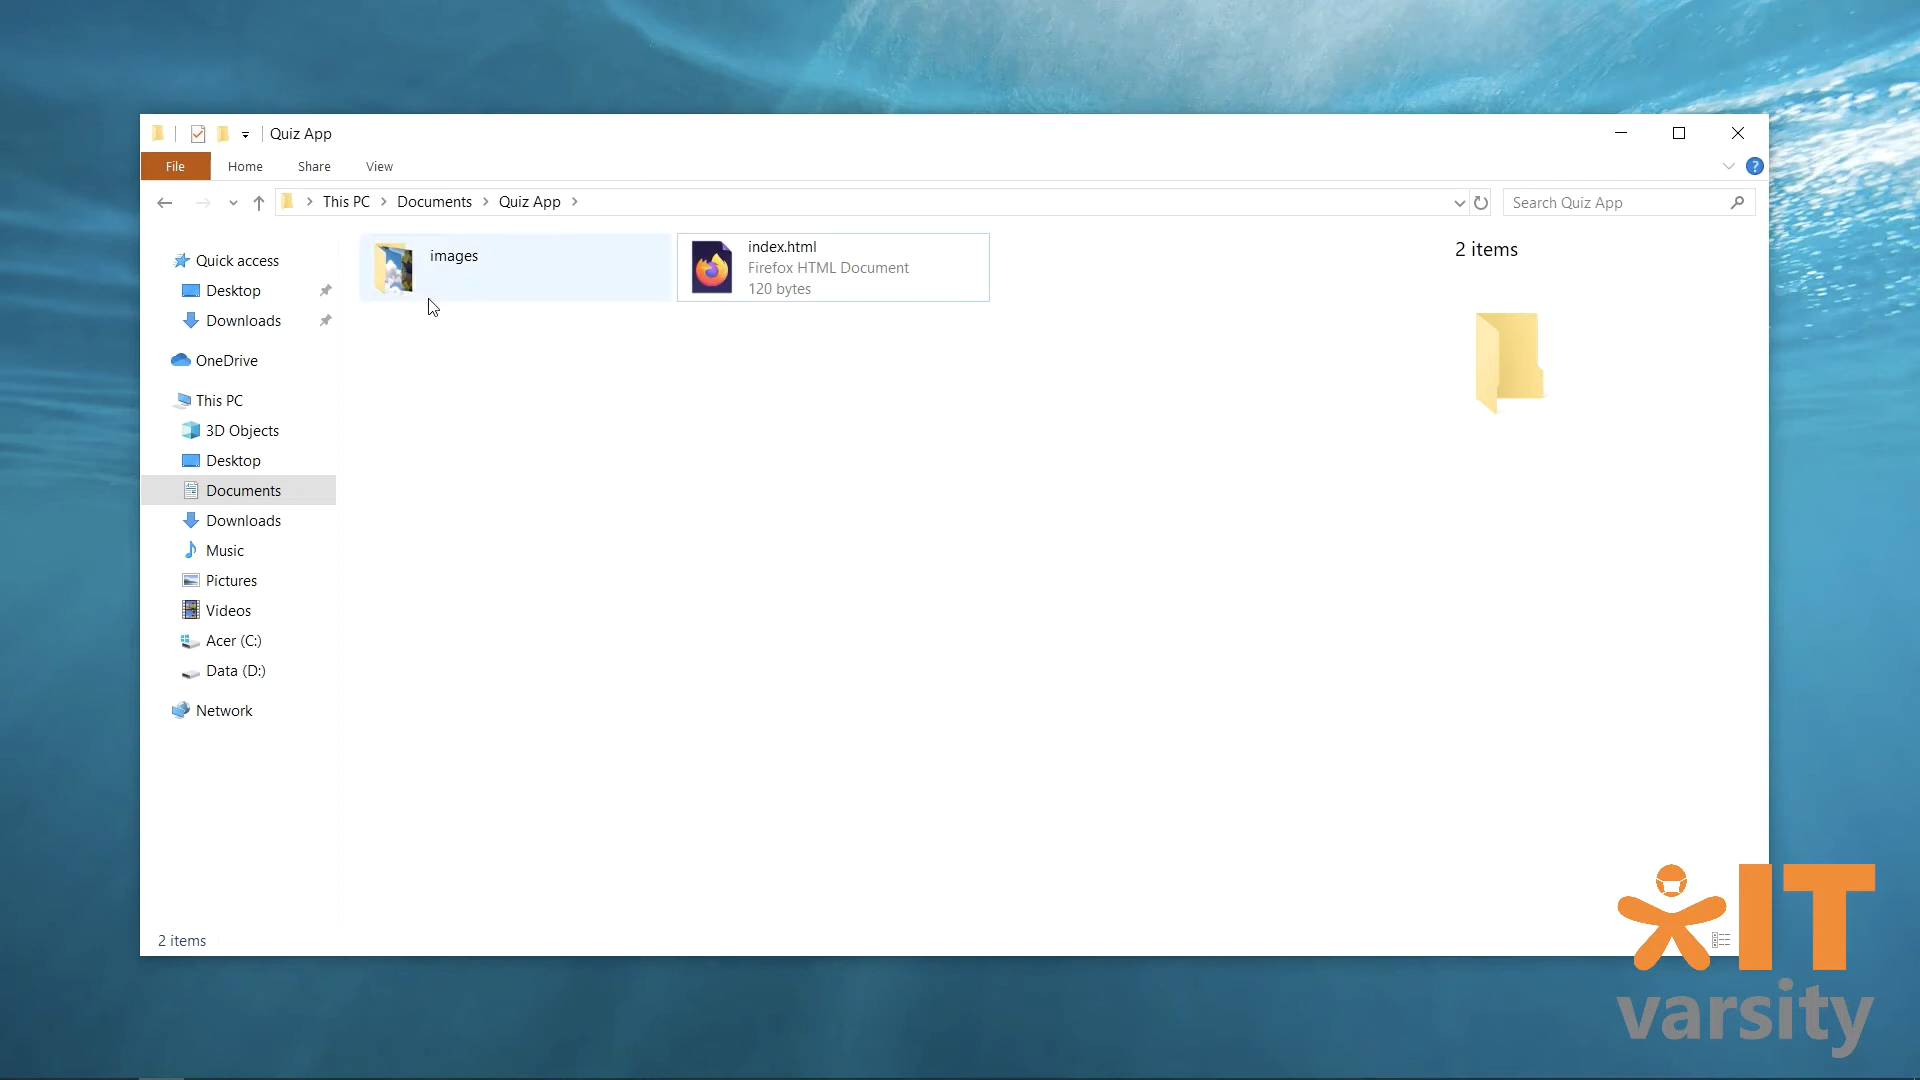 Quiz App
File Home Share View
?
This PC Documents Quiz App
Search Quiz App
images
index.html
Firefox HTML Document
120 bytes
2 items
Quick access
Desktop
Downloads
OneDrive
This PC
3D Objects
Desktop
Documents
Downloads
Music
Pictures
Videos
Acer (C:)
Data (D:)
Network
2 items
IT
varsity